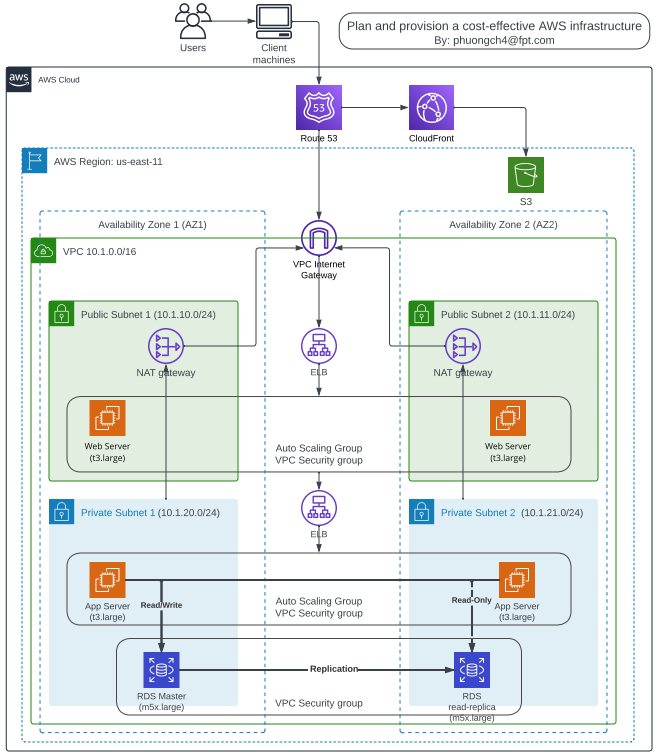 Plan and provision a cost-effective AWS infrastructure
By: phuongch4@fpt.com
Users
Client
machines
aws
AWS Cloud
53
Route 53
CloudFront
S3
AWS Region: us-east-11
Availability Zone 1 (AZ1)
Availability Zone 2 (AZ2)
VPC 10.1.0.0/16
VPC Internet
Gateway
Public Subnet 1 (10.1.10.0/24)
Public Subnet 2 (10.1.11.0/24)
NAT gateway
ELB
NAT gateway
Web Server
(t3.large)
Auto Scaling Group
VPC Security group
Web Server
(t3.large)
Private Subnet 1 (10.1.20.0/24)
Private Subnet 2 (10.1.21.0/24)
ELB
App Server
(t3.large)
Read/Write
Auto Scaling Group
VPC Security group
Read-Only
App Server
(t3.large)
Replication
RDS Master
(m5x.large)
VPC Security group
RDS
read-replica
(m5x.large)